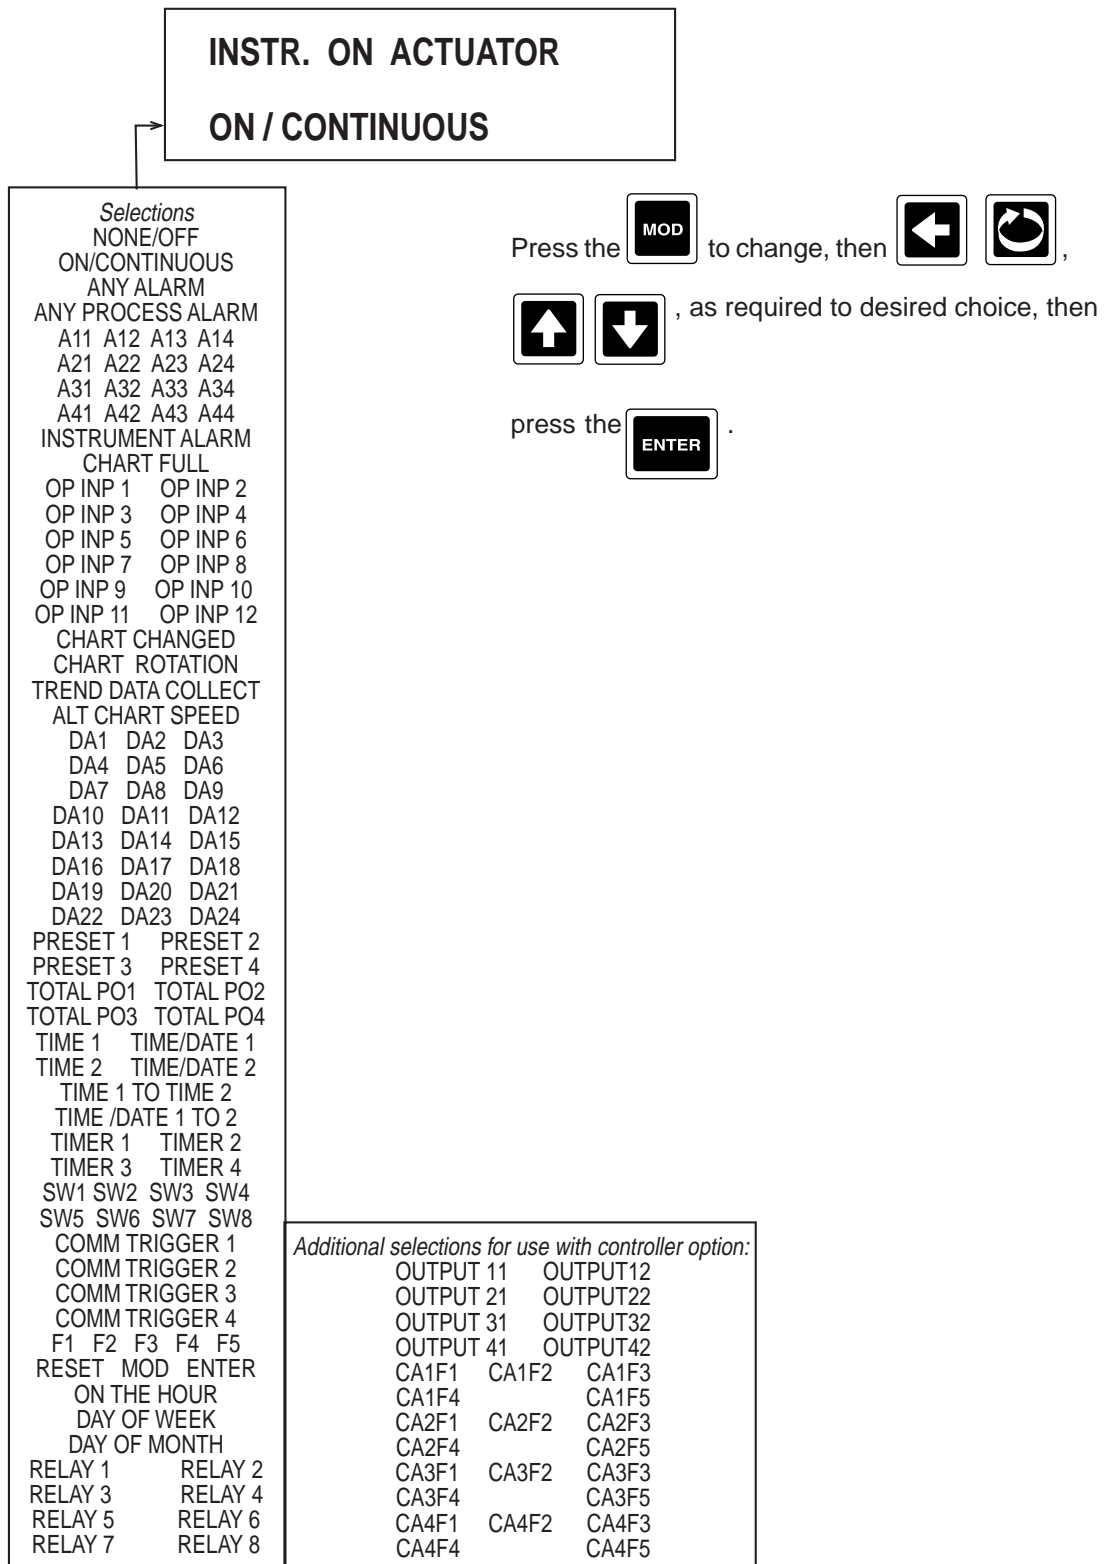 INSTR. ON ACTUATOR
ON / CONTINUOUS
Selections
NONE/OFF
ON/CONTINUOUS
ANY ALARM
ANY PROCESS ALARM
A11 A12 A13 A14
A21 A22 A23 A24
A31 A32 A33 A34
A41 A42 A43 A44
INSTRUMENT ALARM
CHART FULL
OP INP 1 OP INP 2
OP INP 3 OP INP 4
OP INP 5 OP INP 6
OP INP 7 OP INP 8
OP INP 9 OP INP 10
OP INP 11 OP INP 12
CHART CHANGED
CHART ROTATION
TREND DATA COLLECT
ALT CHART SPEED
DA1 DA2 DA3
DA4 DA5 DA6
DA7 DA8 DA9
DA10 DA11 DA12
DA13 DA14 DA15
DA16 DA17 DA18
DA19 DA20 DA21
DA22 DA23 DA24
PRESET 1 PRESET 2
PRESET 3 PRESET 4
TOTAL PO1 TOTAL PO2
TOTAL PO3 TOTAL PO4
TIME 1 TIME/DATE 1
TIME 2 TIME/DATE 2
TIME 1 TO TIME 2
TIME /DATE 1 TO 2
TIMER 1 TIMER 2
TIMER 3 TIMER 4
SW1 SW2 SW3 SW4
SW5 SW6 SW7 SW8
COMM TRIGGER 1
COMM TRIGGER 2
COMM TRIGGER 3
COMM TRIGGER 4
F1 F2 F3 F4 F5
RESET MOD ENTER
ON THE HOUR
DAY OF WEEK
DAY OF MONTH
RELAY 1 RELAY 2
RELAY 3 RELAY 4
RELAY 5 RELAY 6
RELAY 7 RELAY 8
Press the MOD to change, then ,
, as required to desired choice, then
press the ENTER .
Additional selections for use with controller option:
OUTPUT 11 OUTPUT12
OUTPUT 21 OUTPUT22
OUTPUT 31 OUTPUT32
OUTPUT 41 OUTPUT42
CA1F1 CA1F2 CA1F3
CA1F4 CA1F5
CA2F1 CA2F2 CA2F3
CA2F4 CA2F5
CA3F1 CA3F2 CA3F3
CA3F4 CA3F5
CA4F1 CA4F2 CA4F3
CA4F4 CA4F5